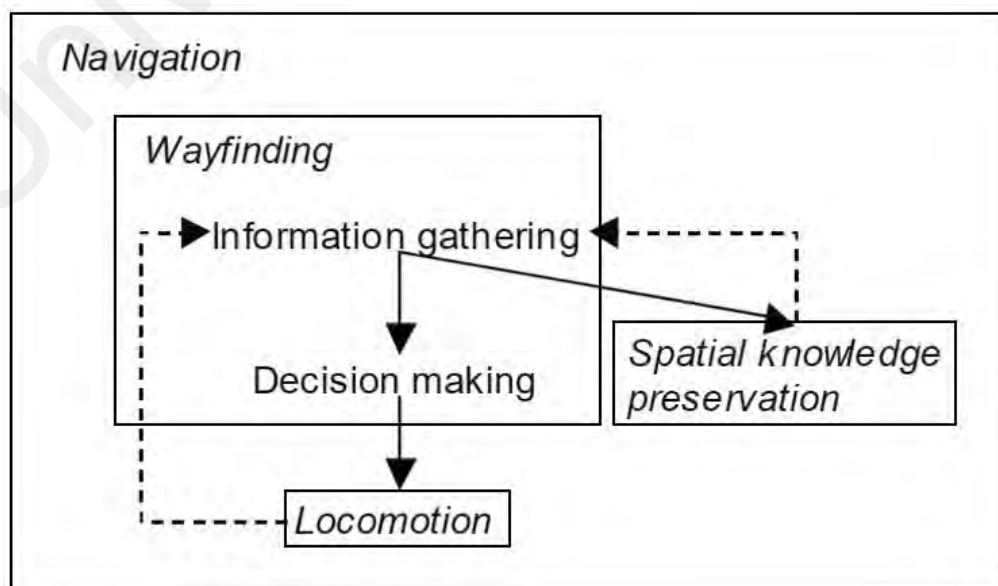 Navigation
Wayfinding
Information gathering
Decision making
Spatial knowledge
preservation
Locomotion